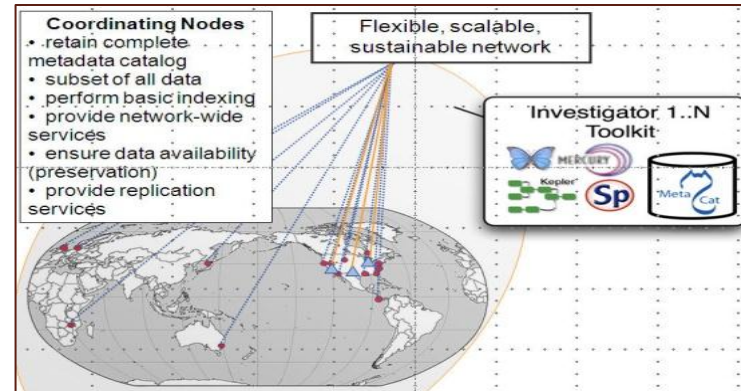 Coordinating Nodes
• retain complete
metadata catalog
• subset of all data
• perform basic indexing
• provide network-wide
services
• ensure data availability
(preservation)
• provide replication
services
Flexible, scalable,
sustainable network
Investigator 1..N
Toolkit
MERCURY
Kepler
Sp
Meta Cat